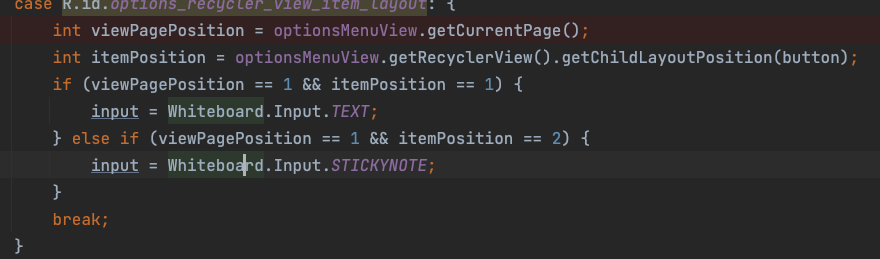 case R.id.options_recycler_view_item_layout: {
int viewPagePosition = optionsMenuView.getCurrentPage();
int itemPosition = optionsMenuView.getRecyclerView().getChildLayoutPosition(button);
if (viewPagePosition == 1 && itemPosition == 1) {
input = Whiteboard.Input.TEXT;
} else if (viewPagePosition == 1 && itemPosition == 2) {
input = Whiteboard.Input.STICKYNOTE;
}
break;
}